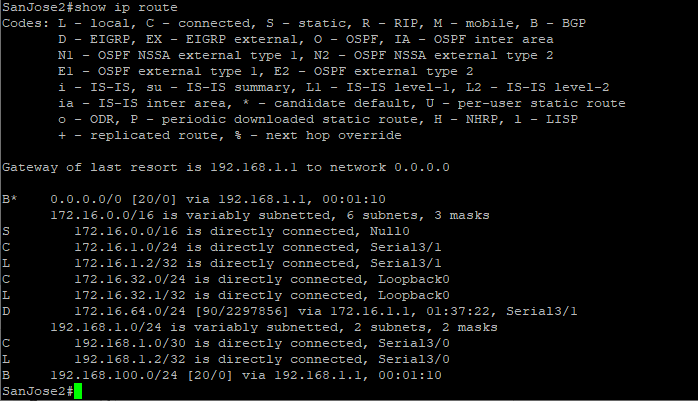 SanJose2#show ip route
Codes: L - local, C - connected, S - static, R - RIP, M - mobile, B - BGP
       D - EIGRP, EX - EIGRP external, O - OSPF, IA - OSPF inter area
       N1 - OSPF NSSA external type 1, N2 - OSPF NSSA external type 2
       E1 - OSPF external type 1, E2 - OSPF external type 2
       i - IS-IS, su - IS-IS summary, L1 - IS-IS level-1, L2 - IS-IS level-2
       ia - IS-IS inter area, * - candidate default, U - per-user static route
       o - ODR, P - periodic downloaded static route, H - NHRP, l - LISP
       + - replicated route, % - next hop override
Gateway of last resort is 192.168.1.1 to network 0.0.0.0
B*    0.0.0.0/0 [20/0] via 192.168.1.1, 00:01:10
      172.16.0.0/16 is variably subnetted, 6 subnets, 3 masks
S        172.16.0.0/16 is directly connected, Null0
C        172.16.1.0/24 is directly connected, Serial3/1
L        172.16.1.2/32 is directly connected, Serial3/1
C        172.16.32.0/24 is directly connected, Loopback0
L        172.16.32.1/32 is directly connected, Loopback0
D        172.16.64.0/24 [90/2297856] via 172.16.1.1, 01:37:22, Serial3/1
      192.168.1.0/24 is variably subnetted, 2 subnets, 2 masks
C        192.168.1.0/30 is directly connected, Serial3/0
L        192.168.1.2/32 is directly connected, Serial3/0
B     192.168.100.0/24 [20/0] via 192.168.1.1, 00:01:10
SanJose2#